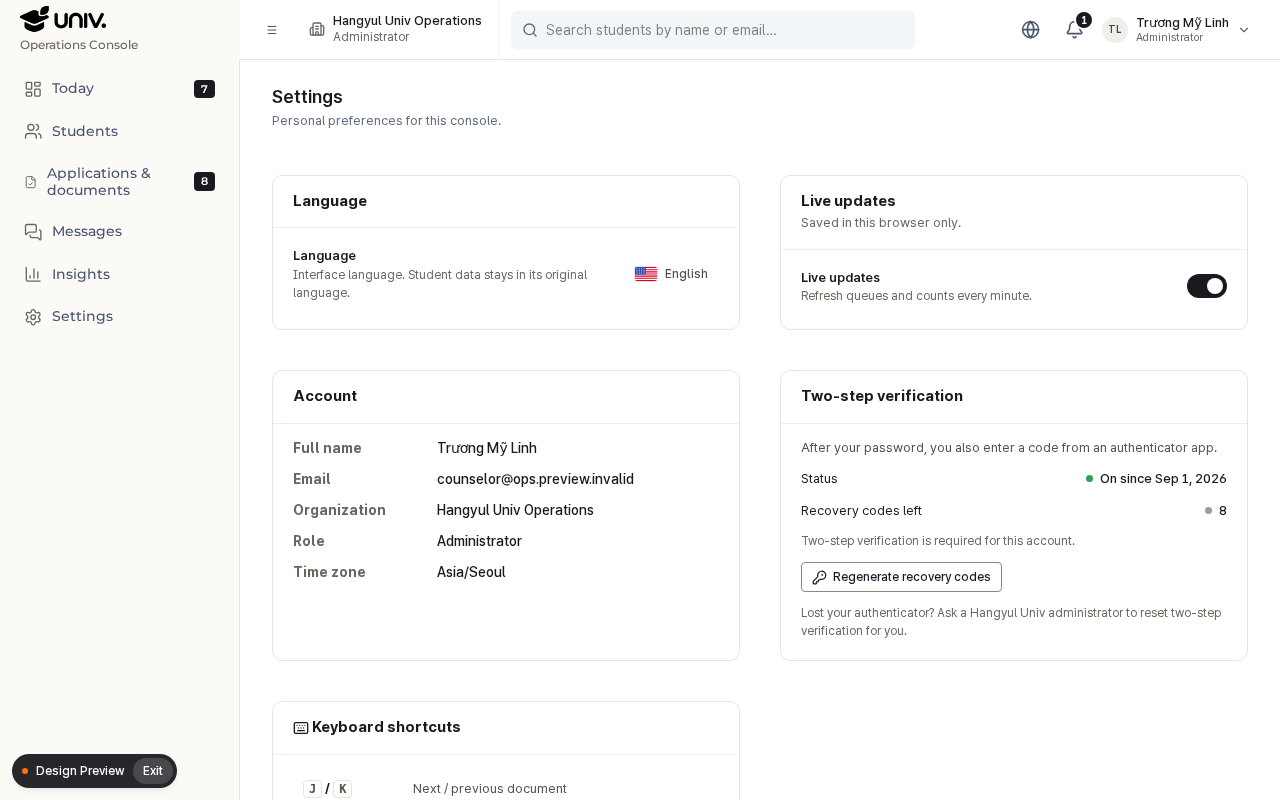 UNIV.
Operations Console
Today
7
Students
Applications &
documents
8
Messages
Insights
Settings
Design Preview
Exit
Hangyul Univ Operations
Administrator
Search students by name or email...
1
TL
Trương Mỹ Linh
Administrator
Settings
Personal preferences for this console.
Language
Language
Interface language. Student data stays in its original
language.
English
Live updates
Saved in this browser only.
Live updates
Refresh queues and counts every minute.
Account
Full name
Trương Mỹ Linh
Email
counselor@ops.preview.invalid
Organization
Hangyul Univ Operations
Role
Administrator
Time zone
Asia/Seoul
Two-step verification
After your password, you also enter a code from an authenticator app.
Status
On since Sep 1, 2026
Recovery codes left
8
Two-step verification is required for this account.
Regenerate recovery codes
Lost your authenticator? Ask a Hangyul Univ administrator to reset two-step
verification for you.
Keyboard shortcuts
J / K
Next / previous document